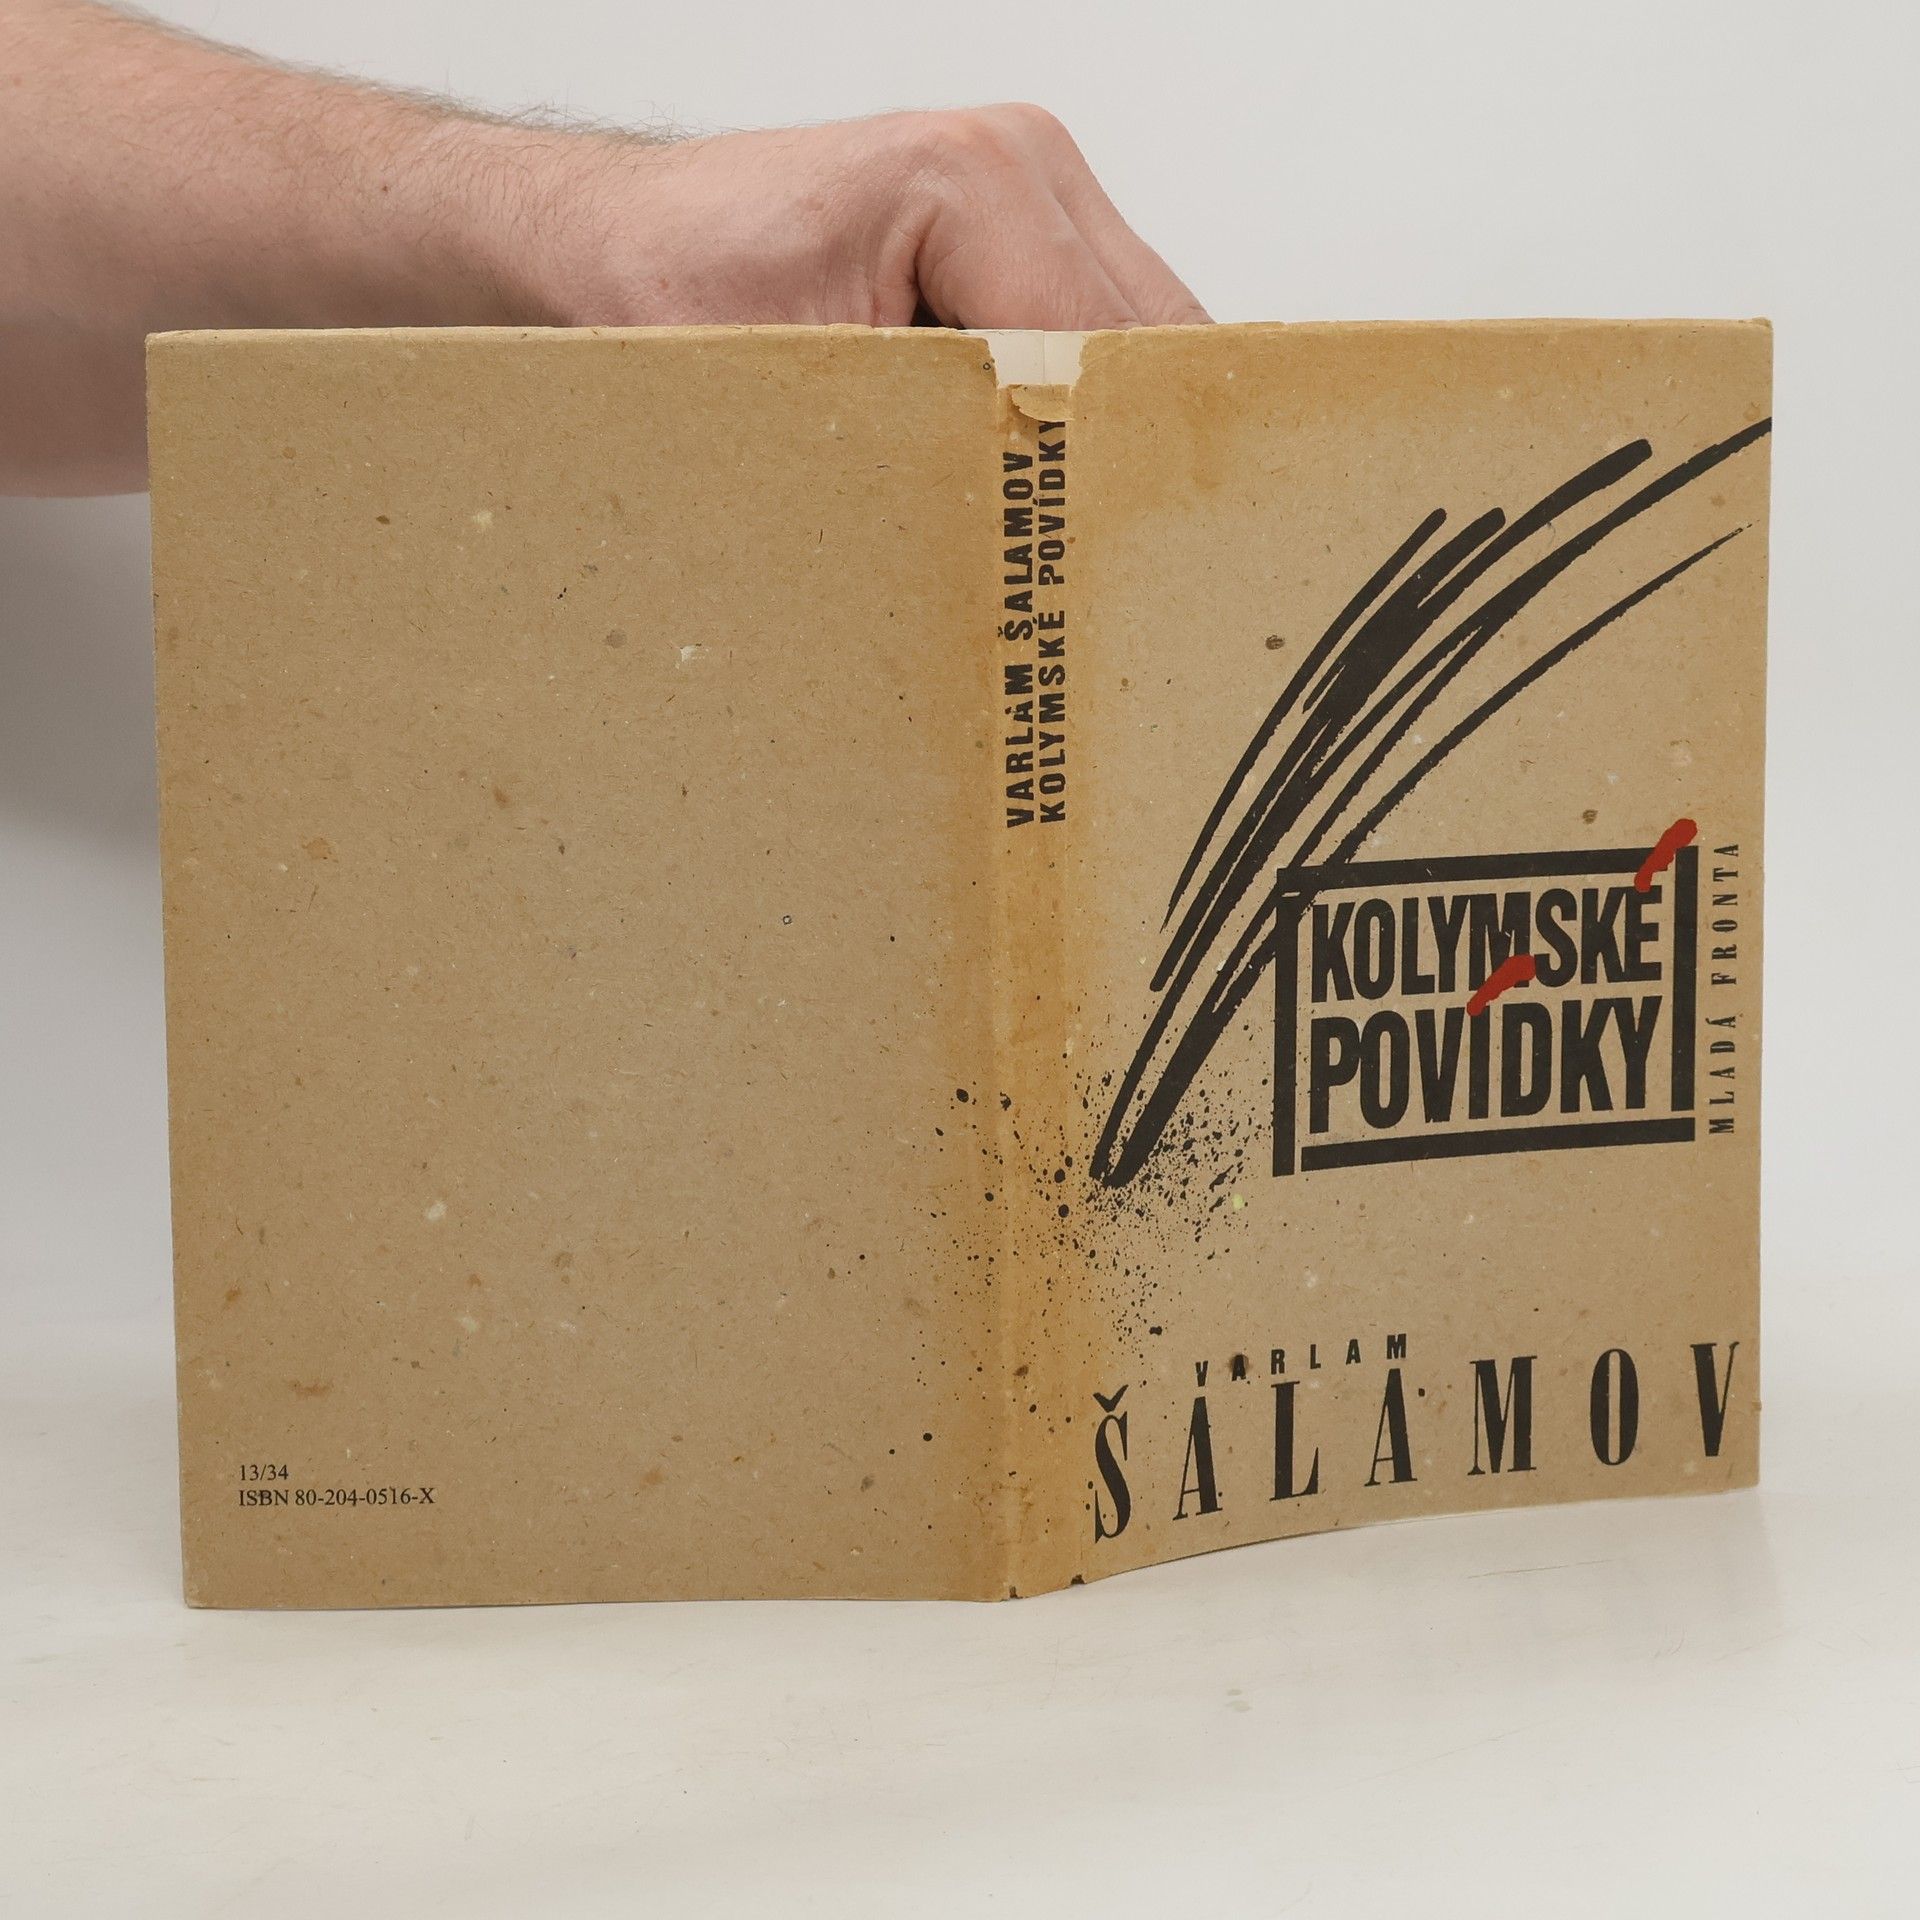 13/34
ISBN 80-204-0516-X
VARLAM ŠALAMOV
KOLYMSKÉ POVÍDKY
KOLYMSKÉ
POVÍDKY
MLADÁ FRONTA
VARLAM
ŠALAMOV